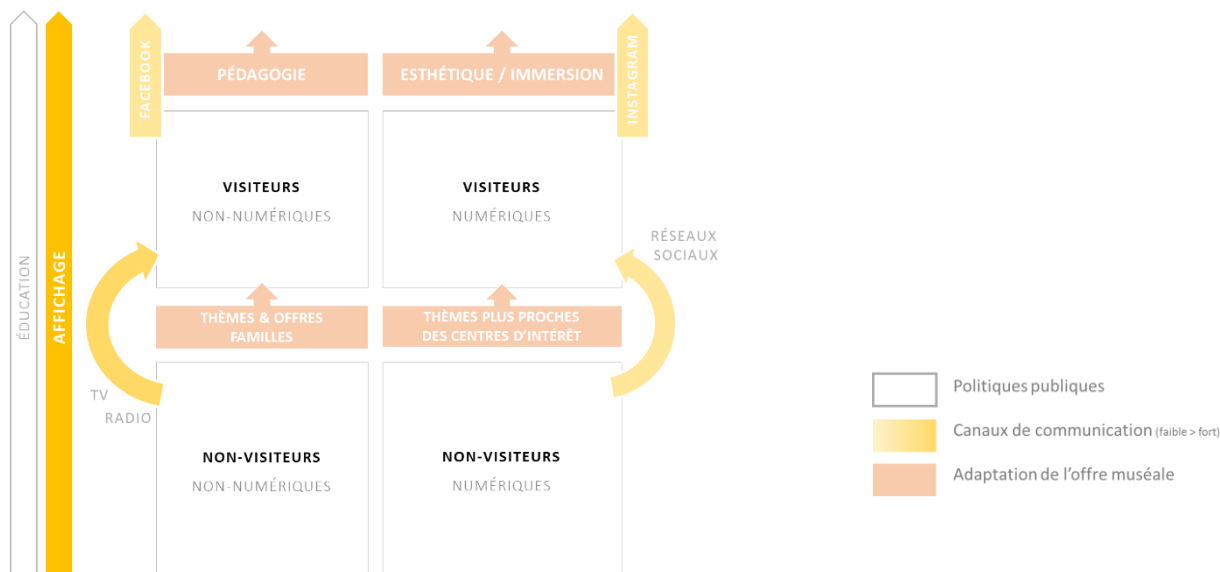 ÉDUCATION
AFFICHAGE
FACEBOOK
PÉDAGOGIE
ESTHÉTIQUE / IMMERSION
INSTAGRAM
VISITEURS
NON-NUMÉRIQUES
VISITEURS
NUMÉRIQUES
RÉSEAUX
SOCIAUX
THÈMES & OFFRES
FAMILLES
THÈMES PLUS PROCHES
DES CENTRES D'INTÉRÊT
TV
RADIO
NON-VISITEURS
NON-NUMÉRIQUES
NON-VISITEURS
NUMÉRIQUES
Politiques publiques
Canaux de communication (faible > fort)
Adaptation de l'offre muséale